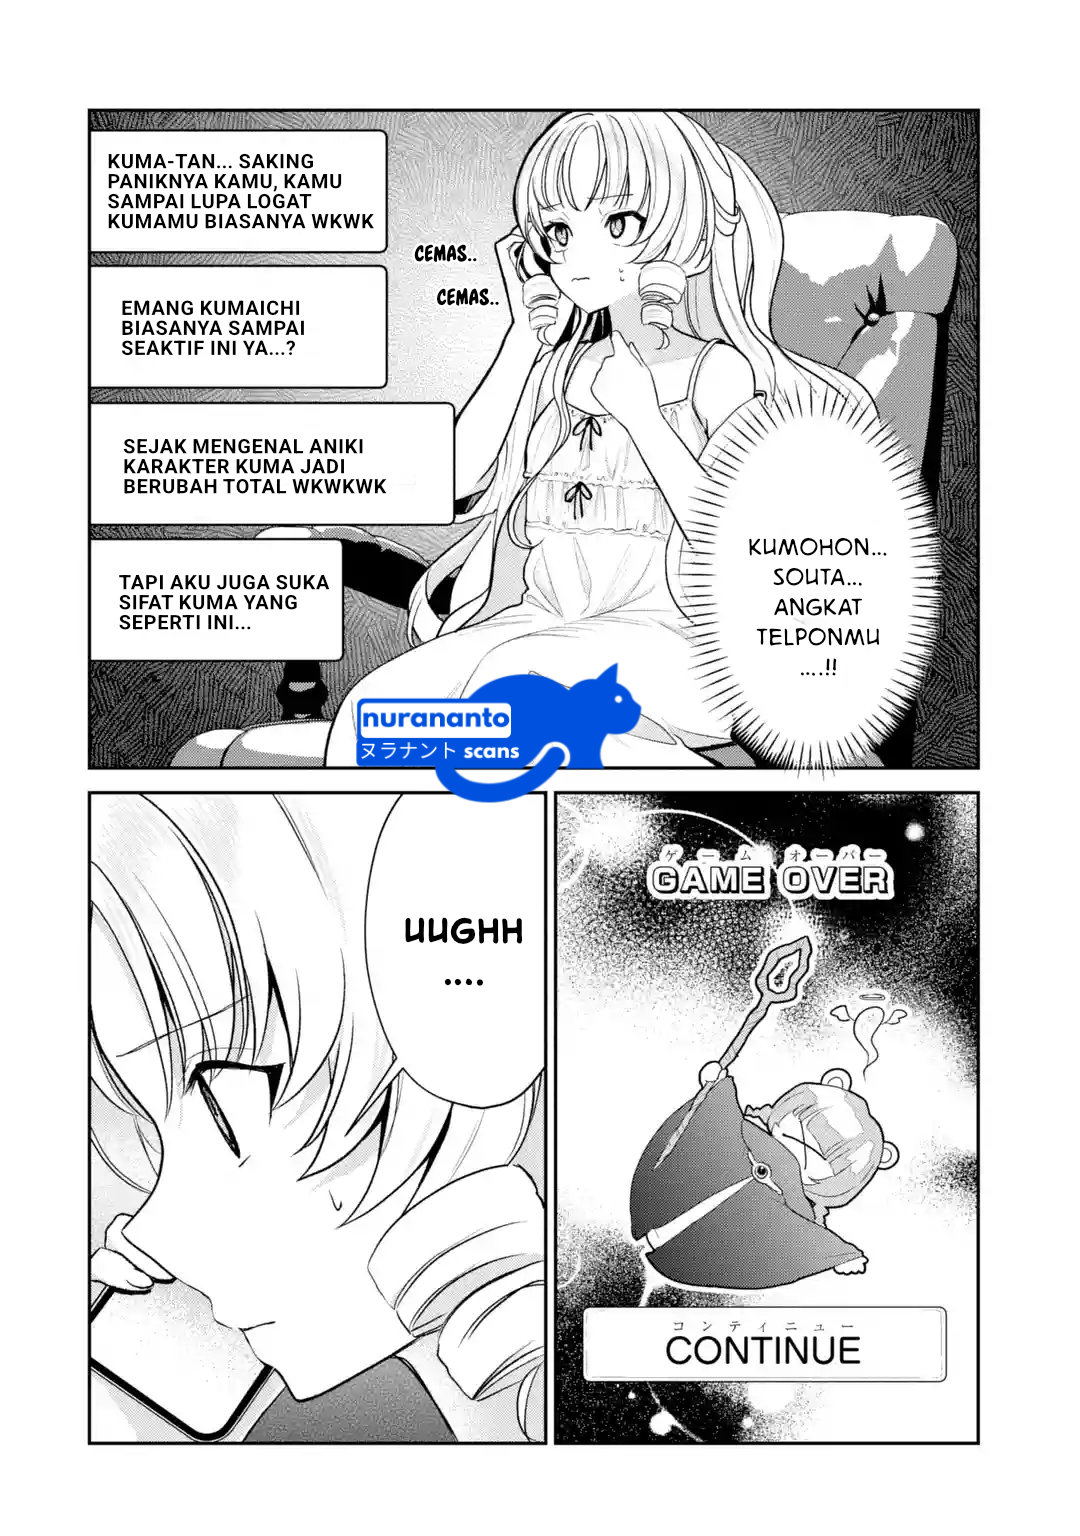 KUMA-TAN... SAKING
PANIKNYA KAMU, KAMU
SAMPAI LUPA LOGAT
KUMAMU BIASANYA WKWK
EMANG KUMAICHI
BIASANYA SAMPAI
SEAKTIF INI YA...?
SEJAK MENGENAL ANIKI
KARAKTER KUMA JADI
BERUBAH TOTAL WKWKWK
TAPI AKU JUGA SUKA
SIFAT KUMA YANG
SEPERTI INI...
CEMAS..
CEMAS..
KUMOHON...
SOUTA...
ANGKAT
TELPONMU
....!!
nurananto
ヌラナント scans
UUGHH
....
ゲームオーバー
GAME OVER
コンティニュー
CONTINUE